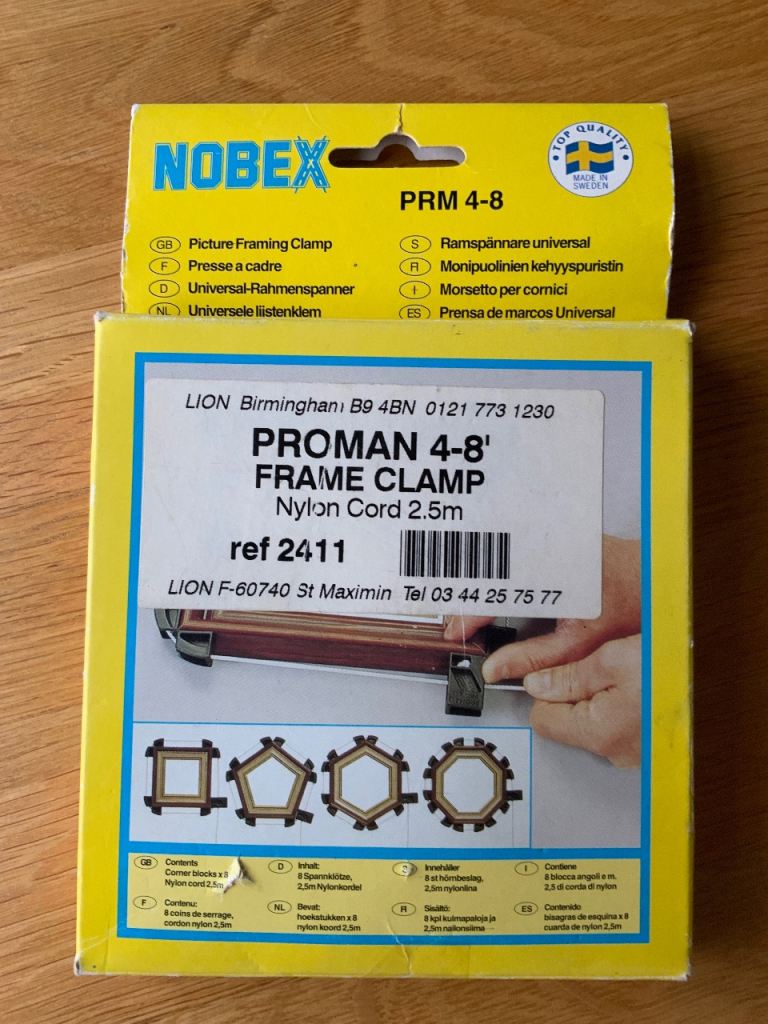 NOBEX
TOP QUALITY
MADE IN
SWEDEN
PRM 4-8
GB Picture Framing Clamp
F Presse a cadre
D Universal-Rahmenspanner
NL Universele lijstenklem
S Ramspännare universal
R Monipuolinien kehyyspuristin
I Morsetto per cornici
ES Prensa de marcos Universal
LION Birmingham B9 4BN 0121 773 1230
PROMAN 4-8'
FRAME CLAMP
Nylon Cord 2.5m
ref 2411
LION F-60740 St Maximin Tel 03 44 25 75 77
GB Contents
Corner blocks x 8
Nylon cord 2,5m
D Inhalt:
8 Spannklötze,
2,5m Nylonkordel
S Innehåller
8 st hörnbeslag,
2,5m nylonlina
I Contiene
8 blocca angoli e m.
2,5 di corda di nylon
F Contenu:
8 coins de serrage,
cordon nylon 2,5m
NL Bevat:
hoekstukken x 8
nylon koord 2,5m
R Sisältö:
8 kpl kulmapaloja ja
2,5m nailonsiima
ES Contenido
bisagras de esquina x 8
cuarda de nylon 2,5m